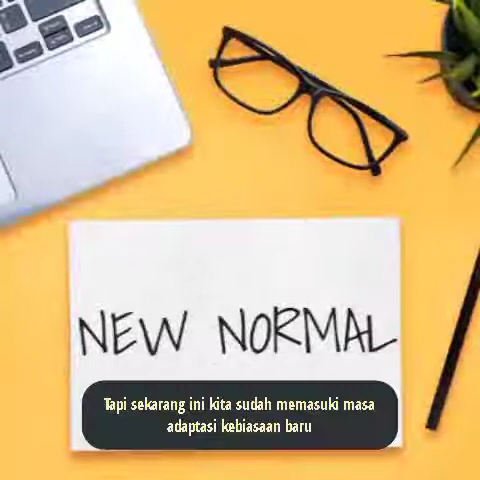 NEW NORMAL
Tapi sekarang ini kita sudah memasuki masa
adaptasi kebiasaan baru